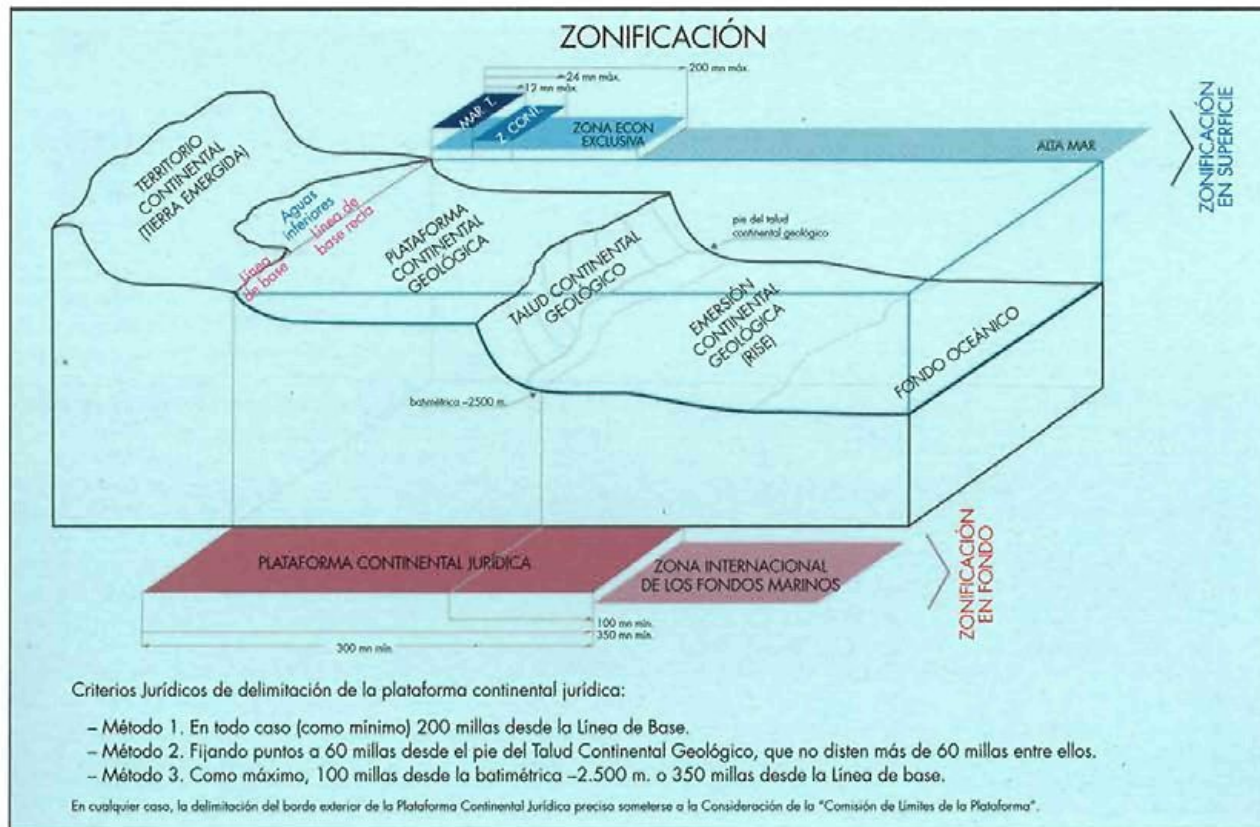 ZONIFICACIÓN
200 mn máx.
24 mn máx.
12 mn máx.
MAR T.
Z. CONT.
ZONA ECON
EXCLUSIVA
ALTA MAR
ZONIFICACIÓN
EN SUPERFICIE
TERRITORIO
CONTINENTAL
(TIERRA EMERGIDA)
Aguas
inferiores
Línea de
base recta
Línea
de base
PLATAFORMA
CONTINENTAL
GEOLÓGICA
TALUD CONTINENTAL
GEOLÓGICO
pie del talud
continental geológico
EMERSIÓN
CONTINENTAL
GEOLÓGICA
(RISE)
FONDO OCEÁNICO
batimétrica –2500 m.
PLATAFORMA CONTINENTAL JURÍDICA
ZONA INTERNACIONAL
DE LOS FONDOS MARINOS
ZONIFICACIÓN
EN FONDO
100 mn mín.
350 mn mín.
300 mn mín.
Criterios Jurídicos de delimitación de la plataforma continental jurídica:
– Método 1. En todo caso (como mínimo) 200 millas desde la Línea de Base.
– Método 2. Fijando puntos a 60 millas desde el pie del Talud Continental Geológico, que no disten más de 60 millas entre ellos.
– Método 3. Como máximo, 100 millas desde la batimétrica –2.500 m. o 350 millas desde la Línea de base.
En cualquier caso, la delimitación del borde exterior de la Plataforma Continental Jurídica precisa someterse a la Consideración de la "Comisión de Límites de la Plataforma".